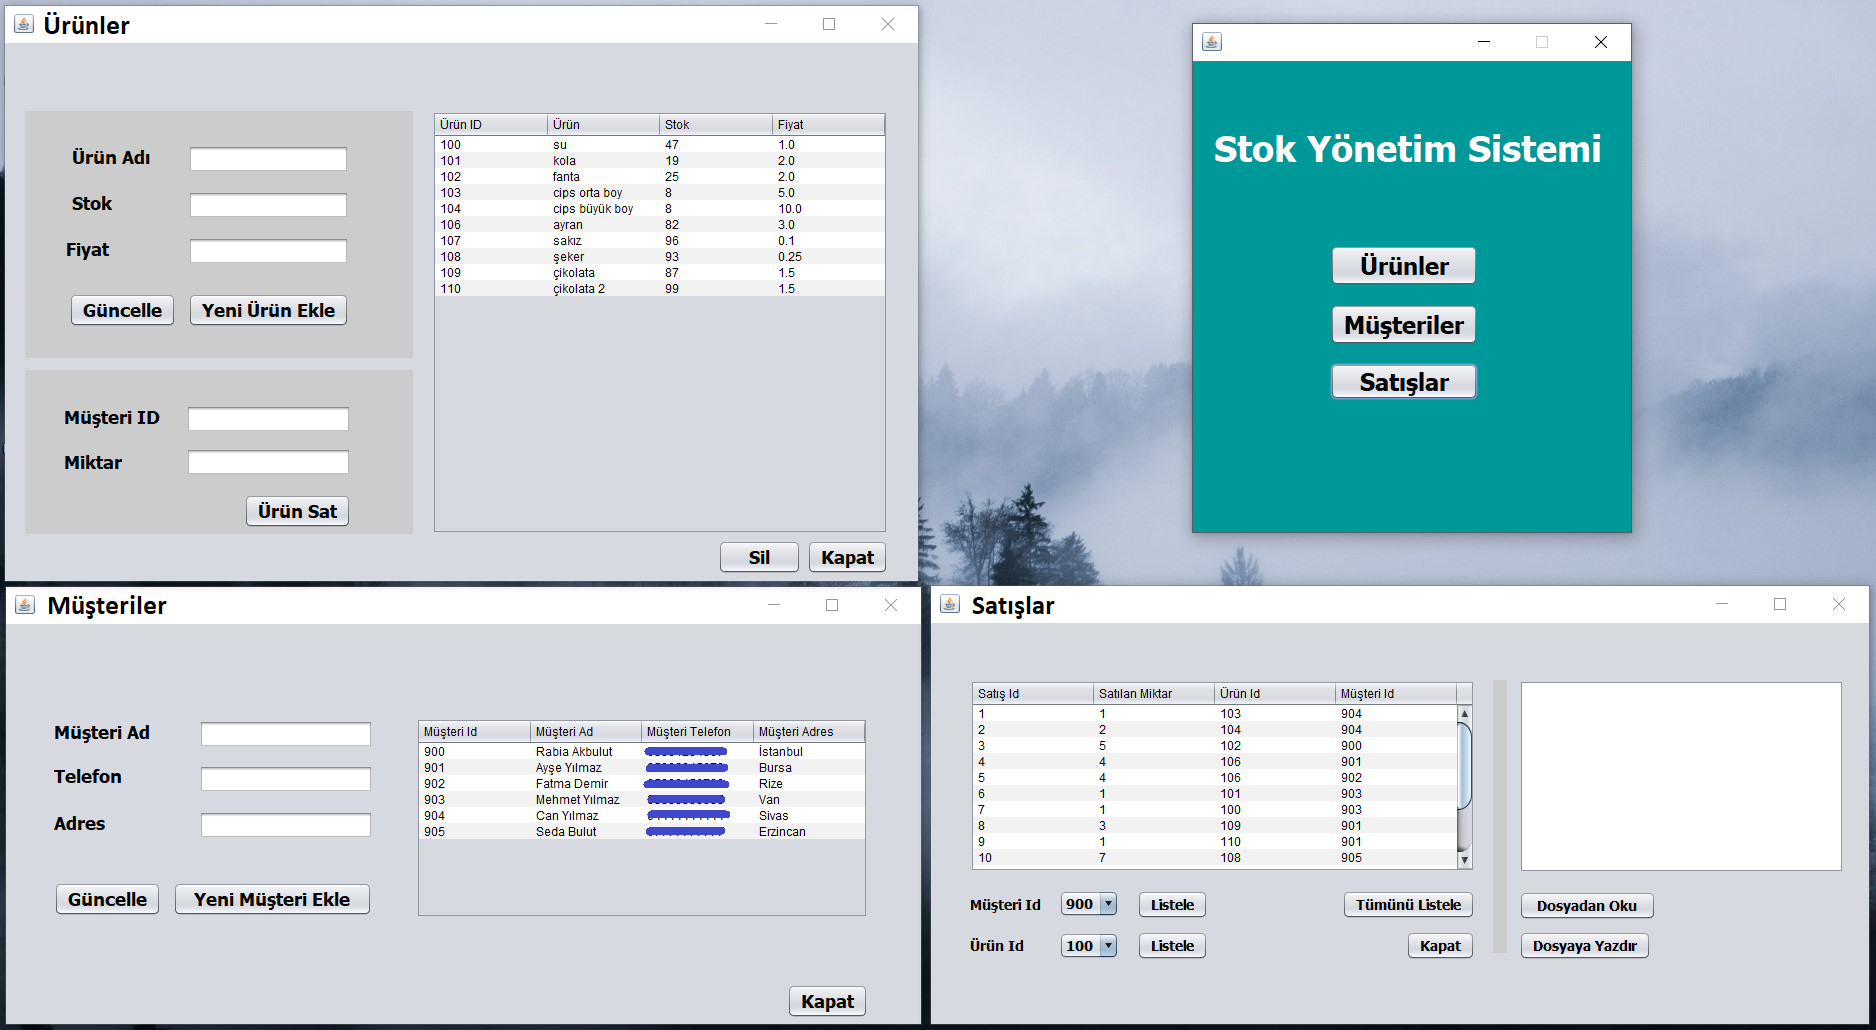 Ürünler
Ürün Adı
Stok
Fiyat
Güncelle Yeni Ürün Ekle
Müşteri ID
Miktar
Ürün Sat
Ürün ID Ürün Stok Fiyat
100 su 47 1.0
101 kola 19 2.0
102 fanta 25 2.0
103 cips orta boy 8 5.0
104 cips büyük boy 8 10.0
106 ayran 82 3.0
107 sakız 96 0.1
108 şeker 93 0.25
109 çikolata 87 1.5
110 çikolata 2 99 1.5
Sil Kapat
Stok Yönetim Sistemi
Ürünler
Müşteriler
Satışlar
Müşteriler
Müşteri Ad
Telefon
Adres
Güncelle Yeni Müşteri Ekle
Müşteri Id Müşteri Ad Müşteri Telefon Müşteri Adres
900 Rabia Akbulut İstanbul
901 Ayşe Yılmaz Bursa
902 Fatma Demir Rize
903 Mehmet Yılmaz Van
904 Can Yılmaz Sivas
905 Seda Bulut Erzincan
Kapat
Satışlar
Satış Id Satılan Miktar Ürün Id Müşteri Id
1 1 103 904
2 2 104 904
3 5 102 900
4 4 106 901
5 4 106 902
6 1 101 903
7 1 100 903
8 3 109 901
9 1 110 901
10 7 108 905
Müşteri Id 900 Listele Tümünü Listele
Ürün Id 100 Listele Kapat
Dosyadan Oku
Dosyaya Yazdır